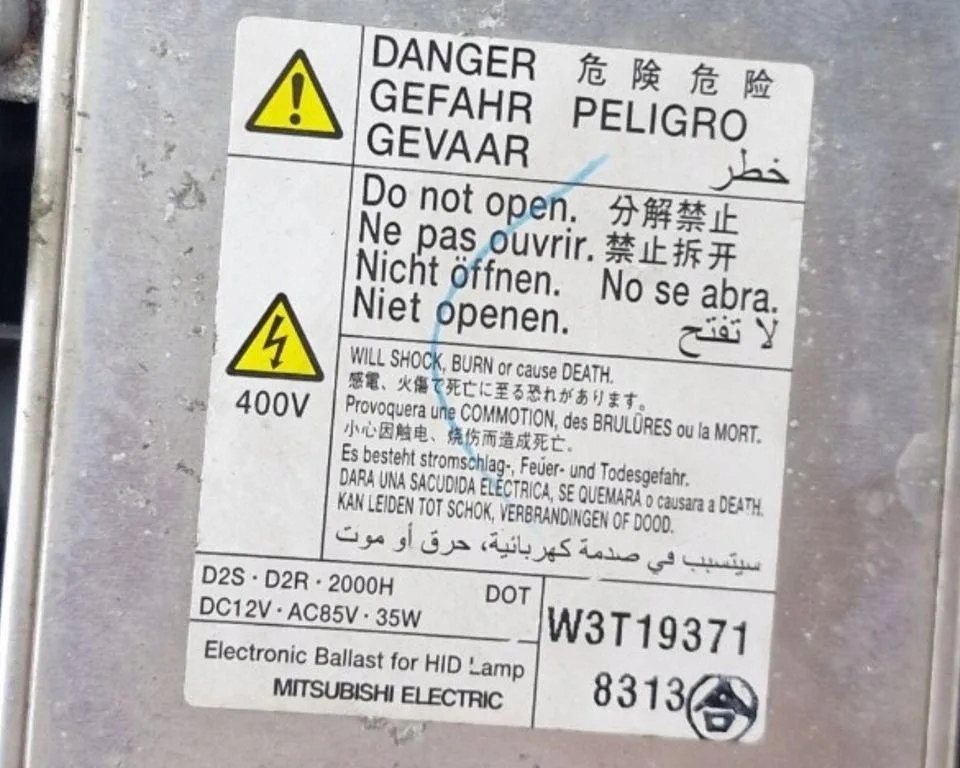 DANGER 危険 危险
GEFAHR PELIGRO
GEVAAR خطر
Do not open. 分解禁止
Ne pas ouvrir. 禁止拆开
Nicht öffnen. No se abra.
Niet openen. لا تفتح
400V
WILL SHOCK, BURN or cause DEATH.
感電、火傷で死亡に至る恐れがあります。
Provoquera une COMMOTION, des BRULÛRES ou la MORT.
小心因触电、烧伤而造成死亡。
Es besteht stromschlag-, Feüer- und Todesgefahr.
DARA UNA SACUDIDA ELECTRICA, SE QUEMARA o causara a DEATH.
KAN LEIDEN TOT SCHOK, VERBRANDINGEN OF DOOD.
سيتسبب في صدمة كهربائية، حرق أو موت
D2S · D2R · 2000H DOT
DC12V · AC85V · 35W
Electronic Ballast for HID Lamp
MITSUBISHI ELECTRIC
W3T19371
8313 合